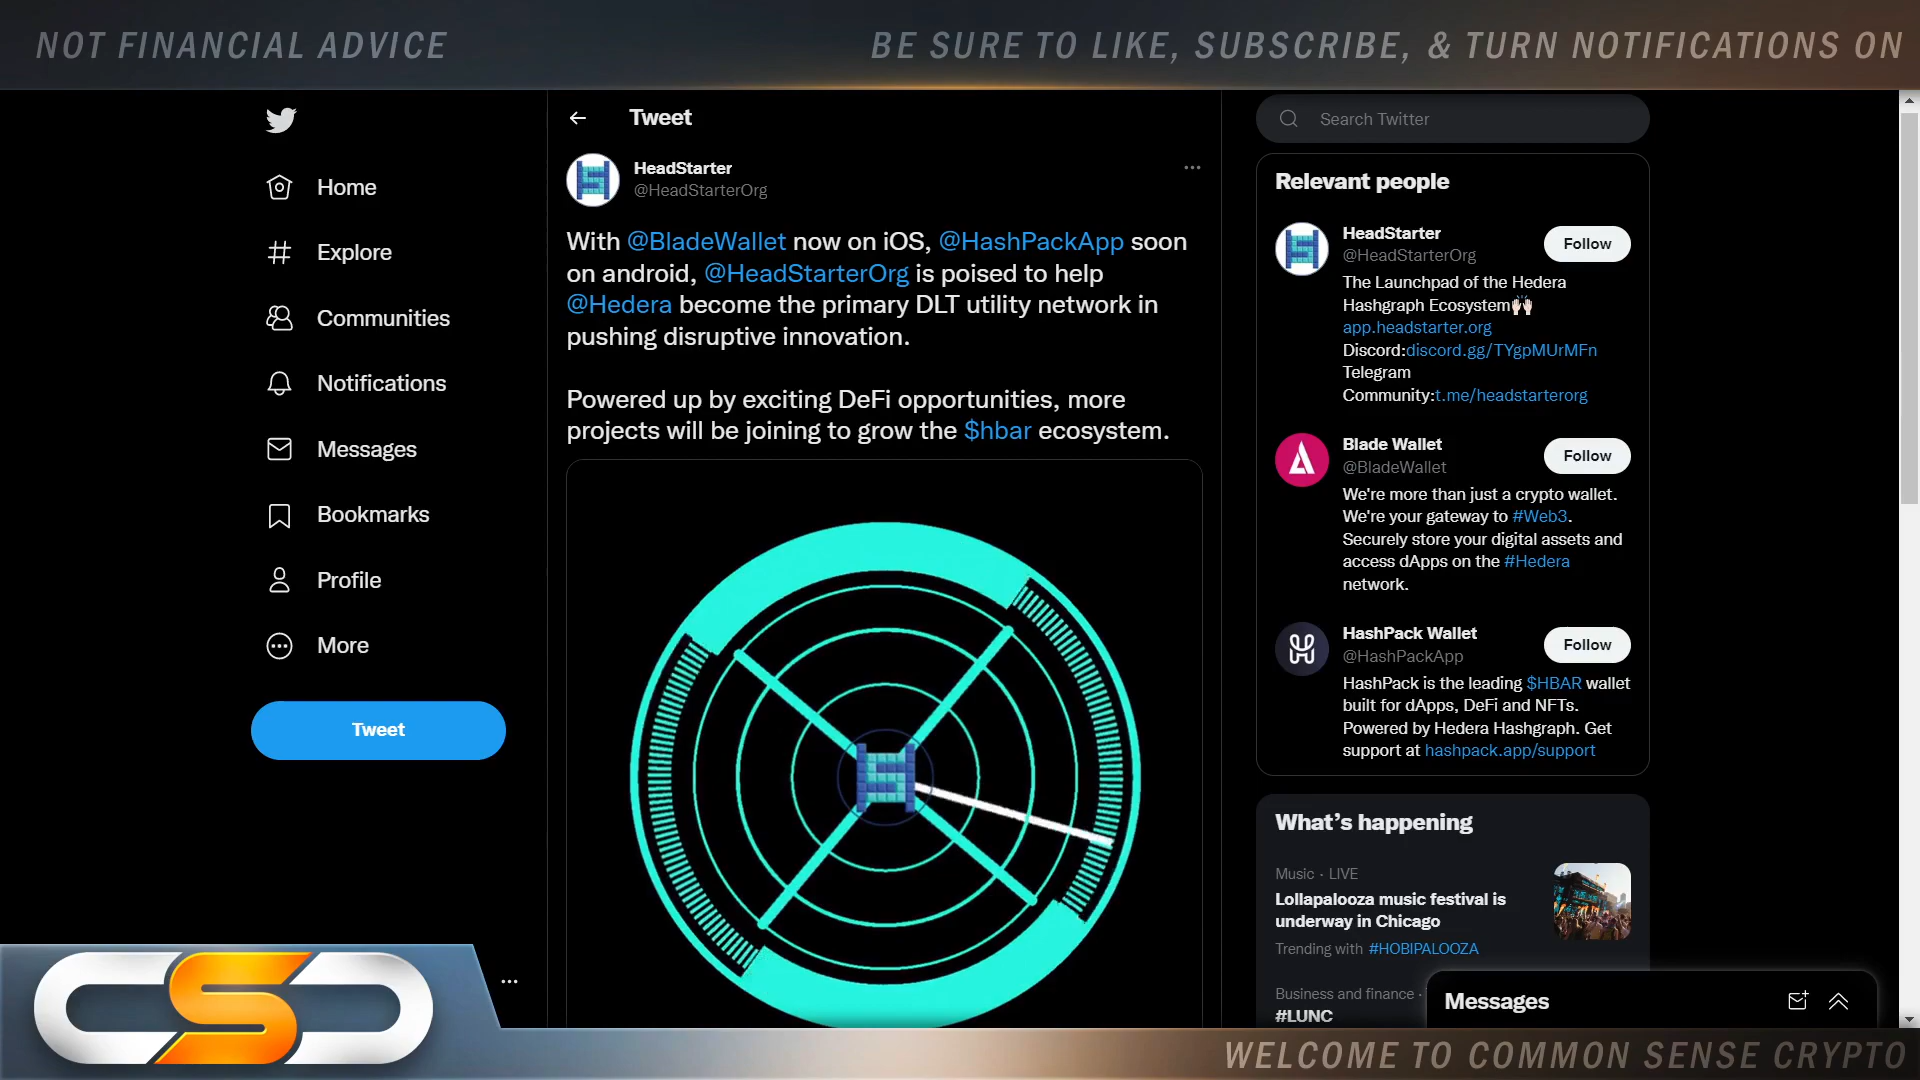 NOT FINANCIAL ADVICE
BE SURE TO LIKE, SUBSCRIBE, & TURN NOTIFICATIONS ON
Home
Explore
Communities
Notifications
Messages
Bookmarks
Profile
More
Tweet
Tweet
HeadStarter
@HeadStarterOrg
With @BladeWallet now on iOS, @HashPackApp soon
on android, @HeadStarterOrg is poised to help
@Hedera become the primary DLT utility network in
pushing disruptive innovation.
Powered up by exciting DeFi opportunities, more
projects will be joining to grow the $hbar ecosystem.
Search Twitter
Relevant people
HeadStarter
@HeadStarterOrg
Follow
The Launchpad of the Hedera
Hashgraph Ecosystem🙌🏻
app.headstarter.org
Discord:discord.gg/TYgpMUrMFn
Telegram
Community:t.me/headstarterorg
Blade Wallet
@BladeWallet
Follow
We're more than just a crypto wallet.
We're your gateway to #Web3.
Securely store your digital assets and
access dApps on the #Hedera
network.
HashPack Wallet
@HashPackApp
Follow
HashPack is the leading $HBAR wallet
built for dApps, DeFi and NFTs.
Powered by Hedera Hashgraph. Get
support at hashpack.app/support
What's happening
Music · LIVE
Lollapalooza music festival is
underway in Chicago
Trending with #HOBIPALOOZA
Business and finance ·
#LUNC
Messages
CSC
WELCOME TO COMMON SENSE CRYPTO